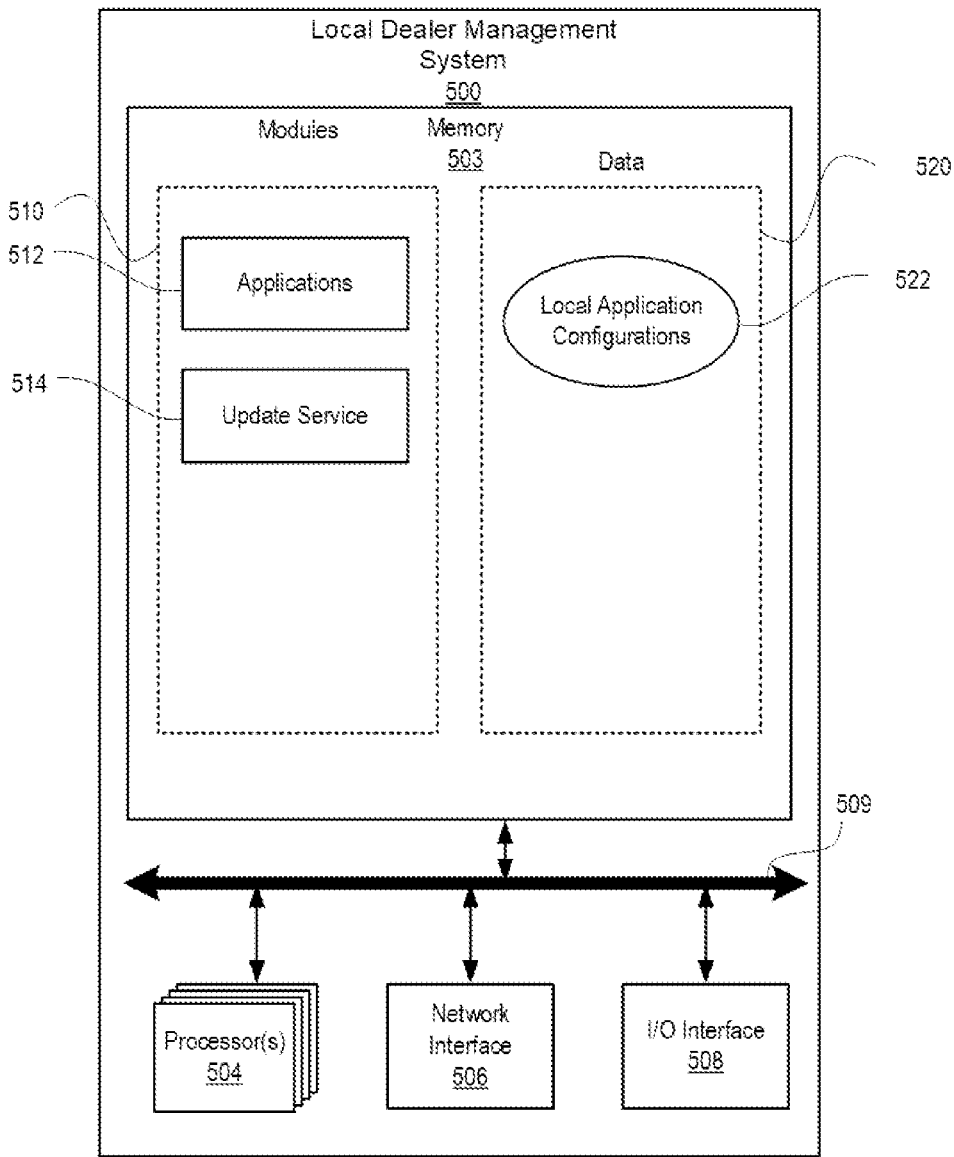 Local Dealer Management
System
500
Modules
Memory
503
Data
520
510
512
Applications
Local Application
Configurations
522
514
Update Service
509
Processor(s)
504
Network
Interface
506
I/O Interface
508